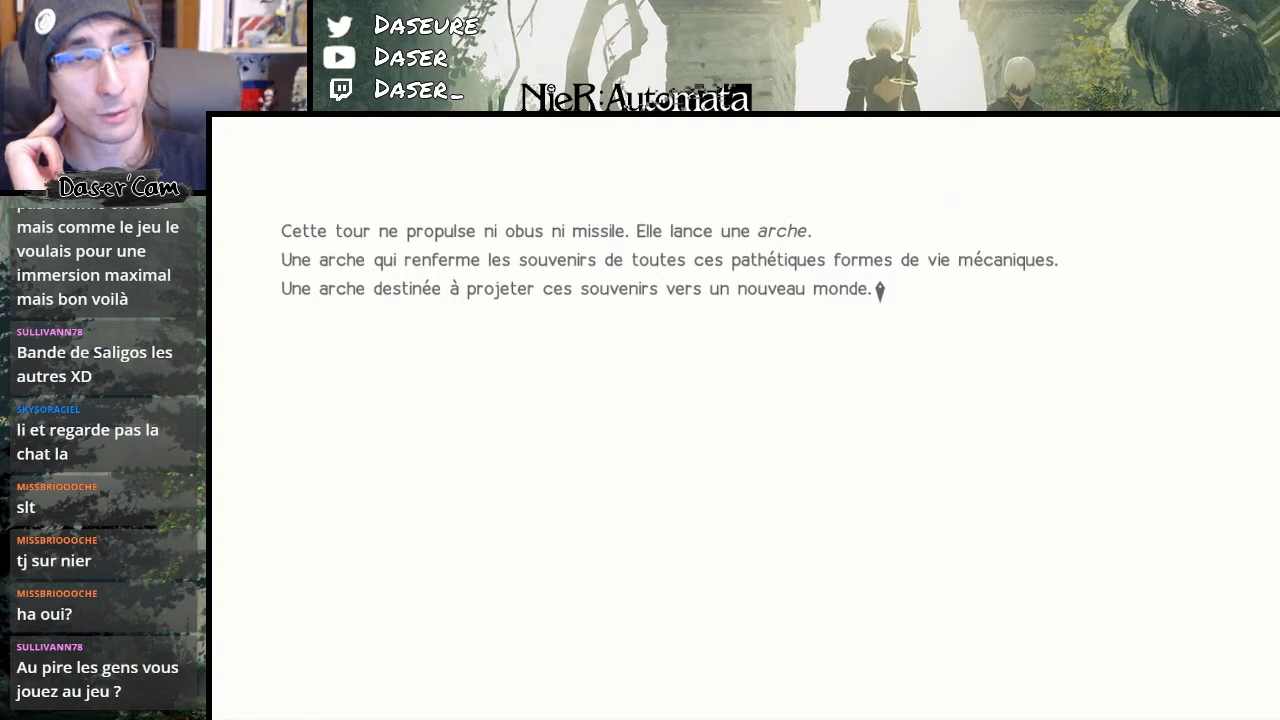 Daseure
Daser
Daser_
NieR:Automata
Daser'Cam
mais comme le jeu le
voulais pour une
immersion maximal
mais bon voilà
SULLIVANN78
Bande de Saligos les
autres XD
SKYSORACIEL
li et regarde pas la
chat la
MISSBRIOOOCHE
slt
MISSBRIOOOCHE
tj sur nier
MISSBRIOOOCHE
ha oui?
SULLIVANN78
Au pire les gens vous
jouez au jeu ?
Cette tour ne propulse ni obus ni missile. Elle lance une arche.
Une arche qui renferme les souvenirs de toutes ces pathétiques formes de vie mécaniques.
Une arche destinée à projeter ces souvenirs vers un nouveau monde.